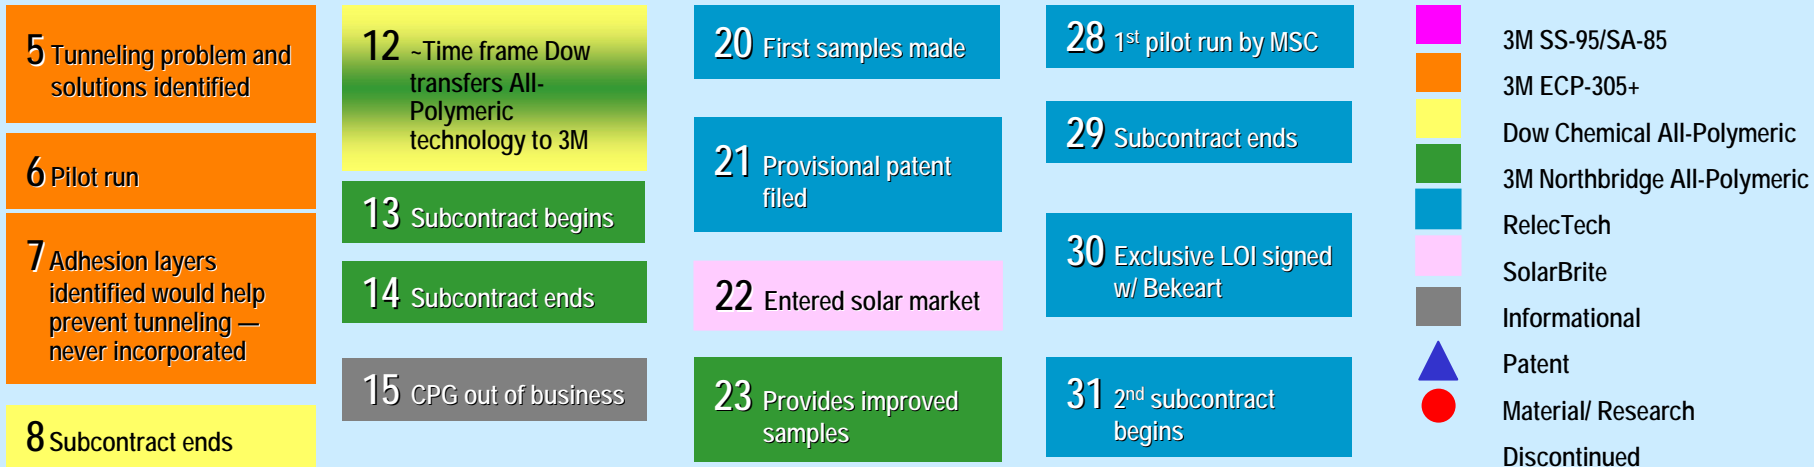 5 Tunneling problem and
solutions identified
6 Pilot run
7 Adhesion layers
identified would help
prevent tunneling —
never incorporated
8 Subcontract ends
12 ~Time frame Dow
transfers All-
Polymeric
technology to 3M
13 Subcontract begins
14 Subcontract ends
15 CPG out of business
20 First samples made
21 Provisional patent
filed
22 Entered solar market
23 Provides improved
samples
28 1st pilot run by MSC
29 Subcontract ends
30 Exclusive LOI signed
w/ Bekeart
31 2nd subcontract
begins
3M SS-95/SA-85
3M ECP-305+
Dow Chemical All-Polymeric
3M Northbridge All-Polymeric
RelecTech
SolarBrite
Informational
Patent
Material/ Research
Discontinued